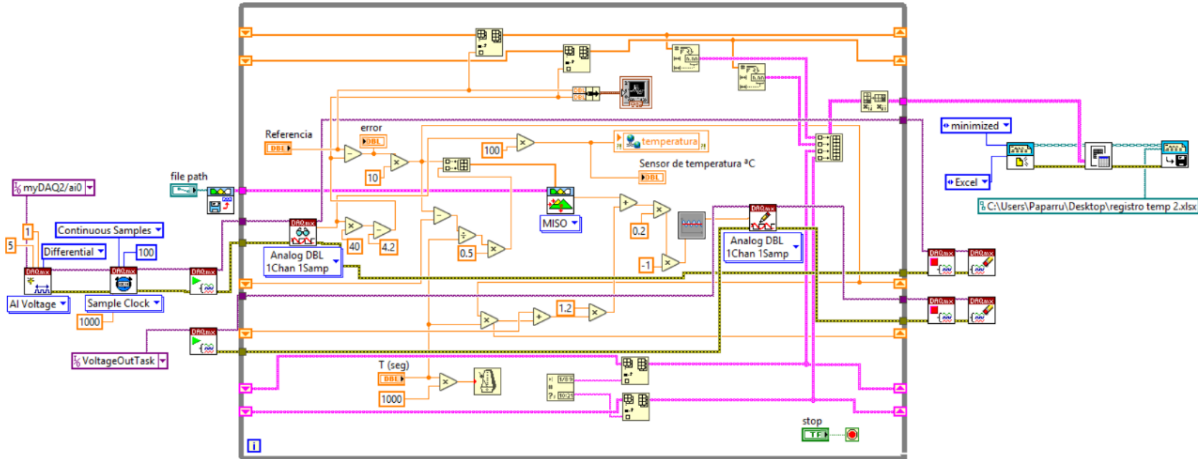 Referencia
DBL
error
DBL
10
100
temperatura
Sensor de temperatura ªC
DBL
file path
myDAQ2/ai0
1
5
Continuous Samples
Differential
100
AI Voltage
Sample Clock
1000
VoltageOutTask
Analog DBL
1Chan 1Samp
40
4.2
0.5
MISO
0.2
-1
1.2
Analog DBL
1Chan 1Samp
T (seg)
DBL
1000
stop
TF
i
minimized
Excel
C:\Users\Paparru\Desktop\registro temp 2.xlsx